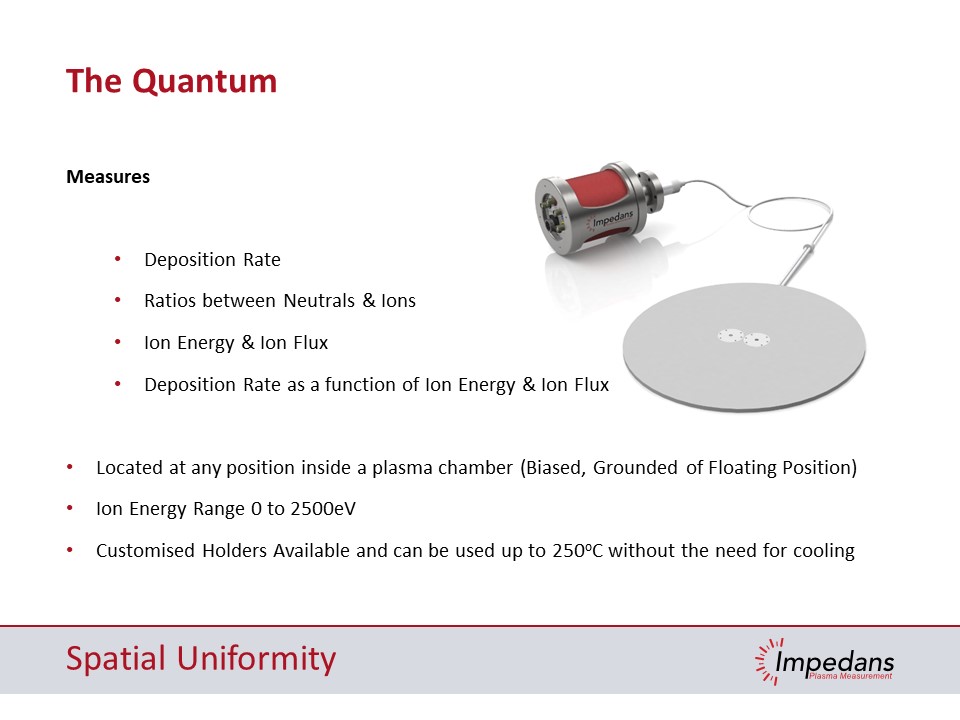 The Quantum
Measures
Impedans
• Deposition Rate
• Ratios between Neutrals & Ions
• Ion Energy & Ion Flux
• Deposition Rate as a function of Ion Energy & Ion Flux
• Located at any position inside a plasma chamber (Biased, Grounded of Floating Position)
• Ion Energy Range 0 to 2500eV
• Customised Holders Available and can be used up to 250ºC without the need for cooling
Spatial Uniformity
Impedans
Plasma Measurement